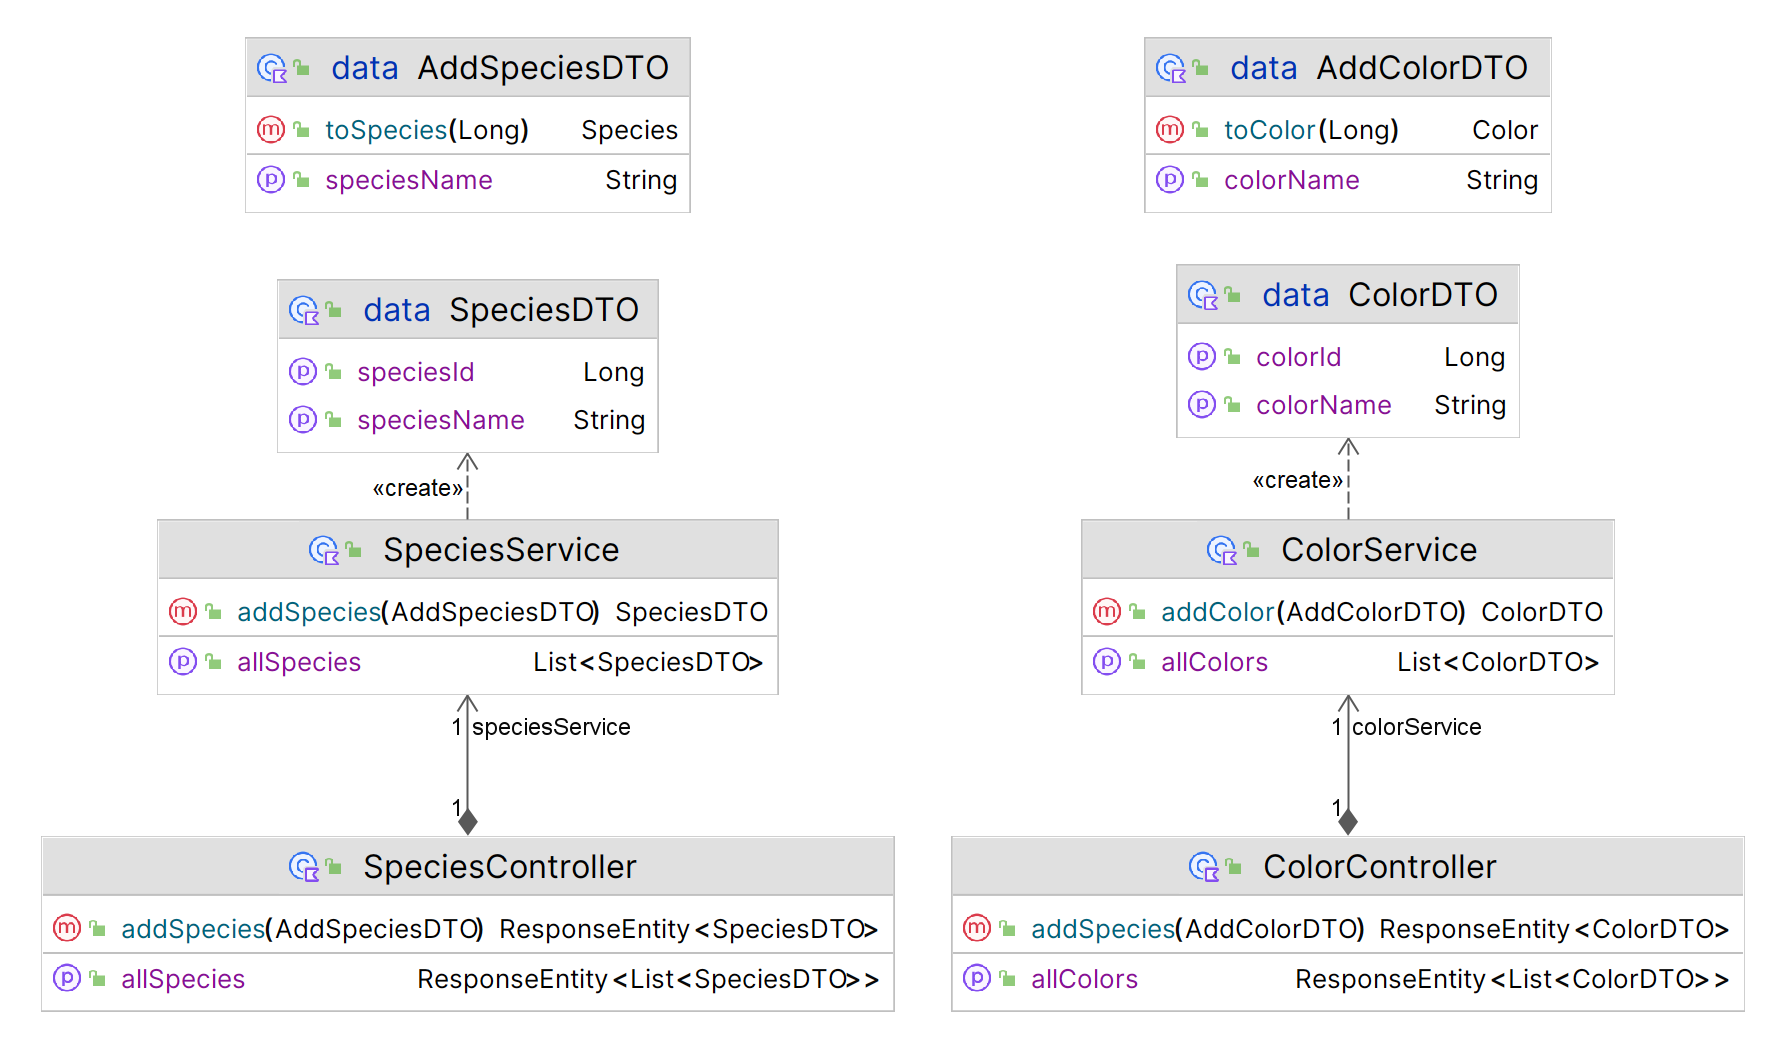 data AddSpeciesDTO
toSpecies(Long) Species
speciesName String
data SpeciesDTO
speciesId Long
speciesName String
«create»
SpeciesService
addSpecies(AddSpeciesDTO) SpeciesDTO
allSpecies List<SpeciesDTO>
1 speciesService
1
SpeciesController
addSpecies(AddSpeciesDTO) ResponseEntity<SpeciesDTO>
allSpecies ResponseEntity<List<SpeciesDTO>>
data AddColorDTO
toColor(Long) Color
colorName String
data ColorDTO
colorId Long
colorName String
«create»
ColorService
addColor(AddColorDTO) ColorDTO
allColors List<ColorDTO>
1 colorService
1
ColorController
addSpecies(AddColorDTO) ResponseEntity<ColorDTO>
allColors ResponseEntity<List<ColorDTO>>